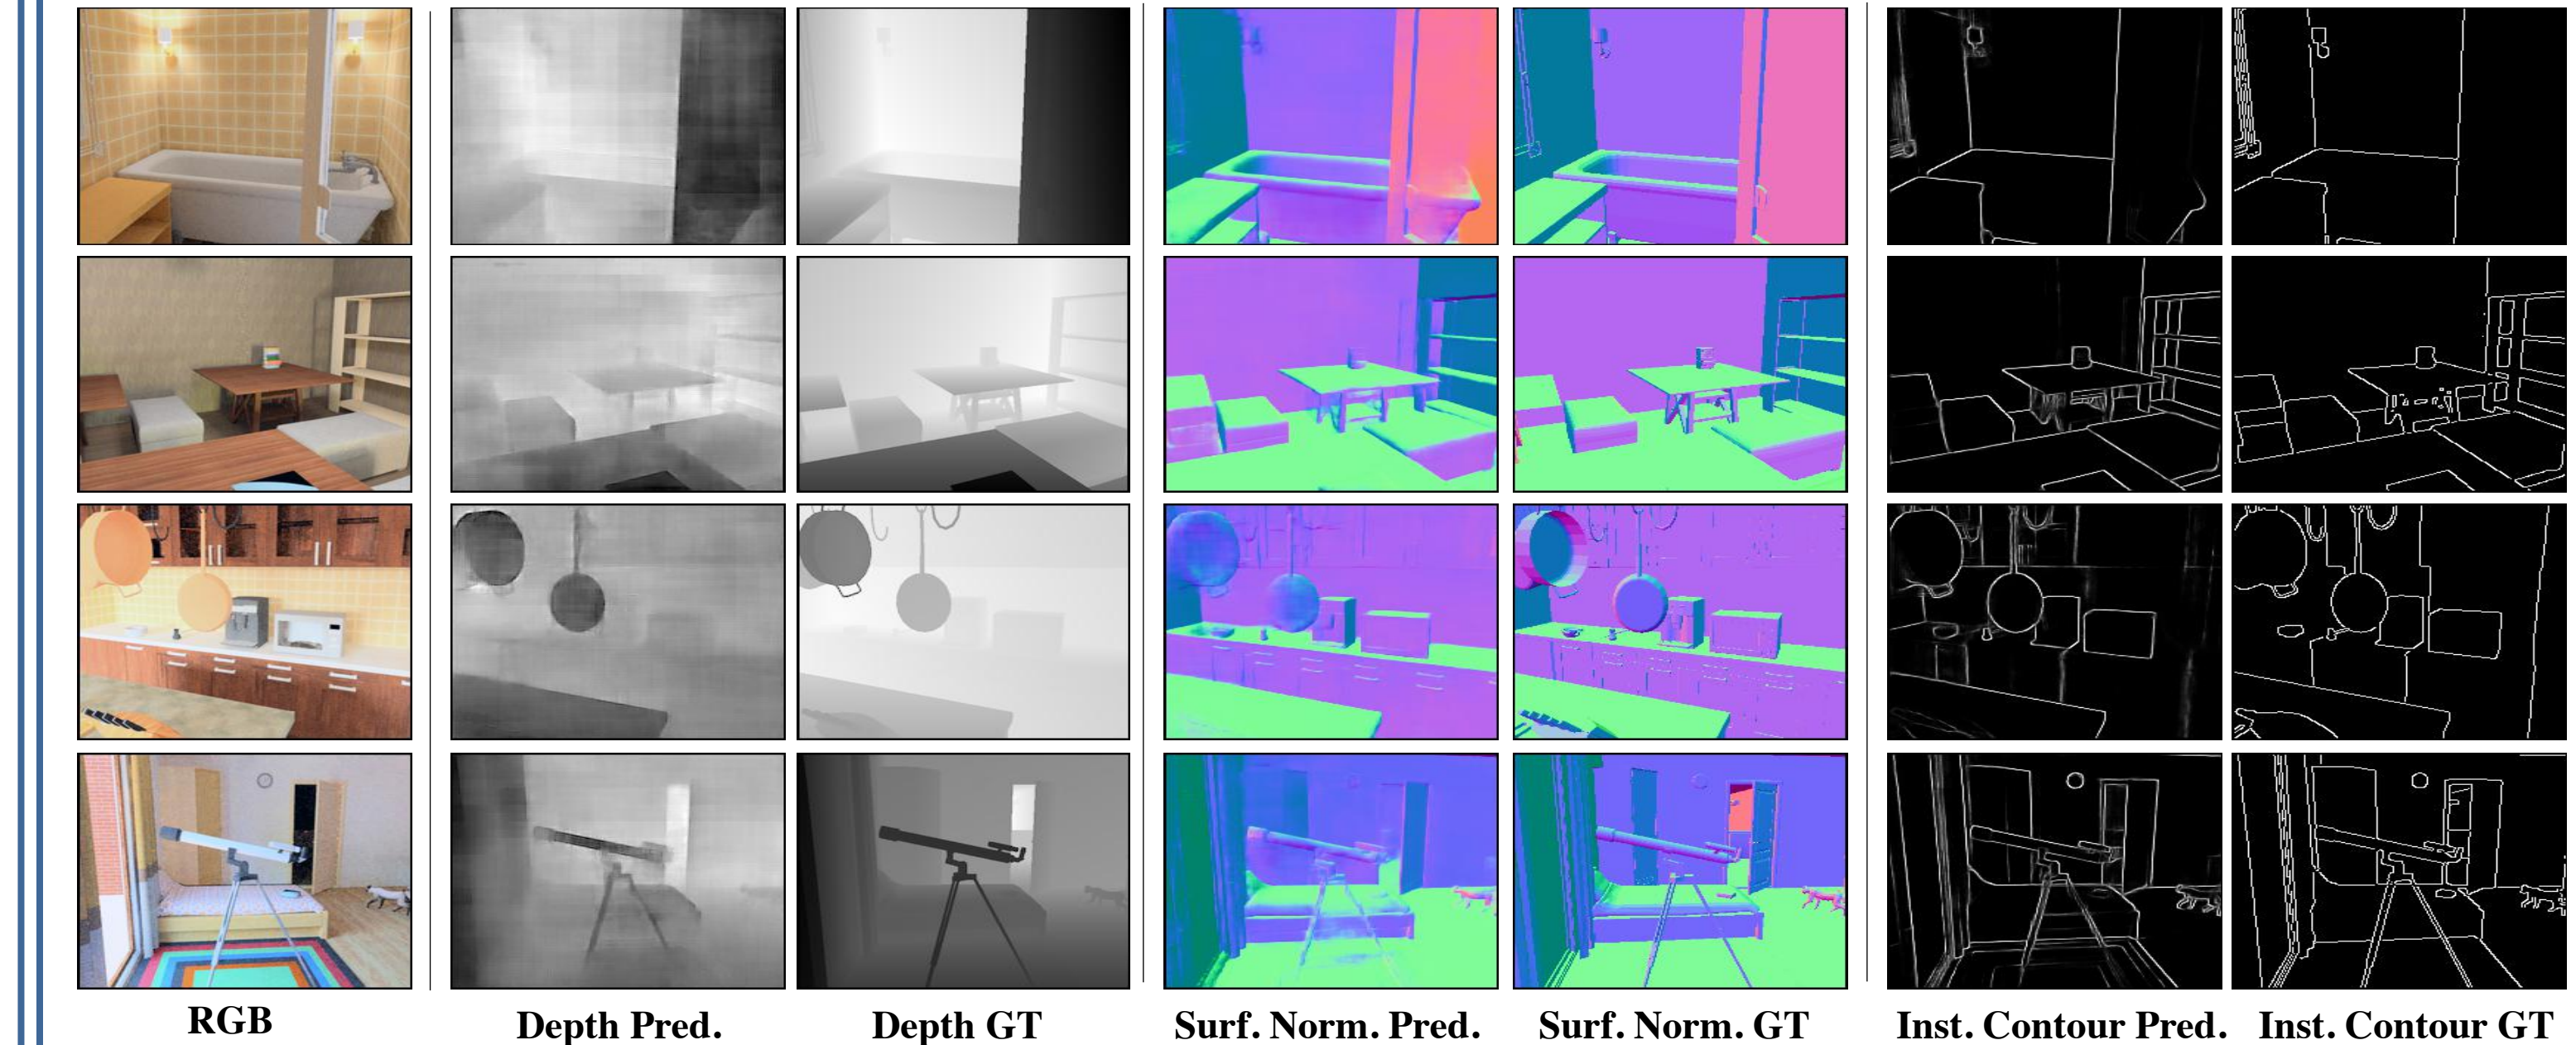 RGB
Depth Pred.
Depth GT
Surf. Norm. Pred.
Surf. Norm. GT
Inst. Contour Pred.
Inst. Contour GT